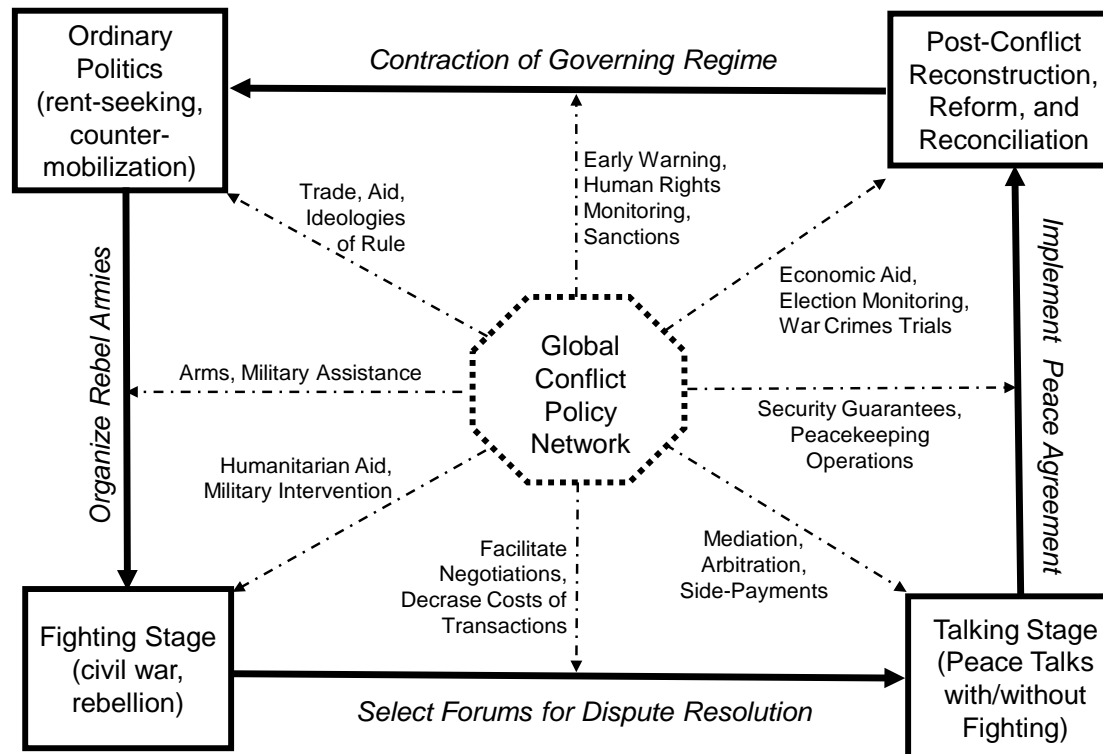 Ordinary
Politics
(rent-seeking,
counter-
mobilization)
Contraction of Governing Regime
Post-Conflict
Reconstruction,
Reform, and
Reconciliation
Trade, Aid,
Ideologies
of Rule
Early Warning,
Human Rights
Monitoring,
Sanctions
Economic Aid,
Election Monitoring,
War Crimes Trials
Organize Rebel Armies
Arms, Military Assistance
Global
Conflict
Policy
Network
Security Guarantees,
Peacekeeping
Operations
Implement Peace Agreement
Humanitarian Aid,
Military Intervention
Facilitate
Negotiations,
Decrase Costs of
Transactions
Mediation,
Arbitration,
Side-Payments
Fighting Stage
(civil war,
rebellion)
Select Forums for Dispute Resolution
Talking Stage
(Peace Talks
with/without
Fighting)